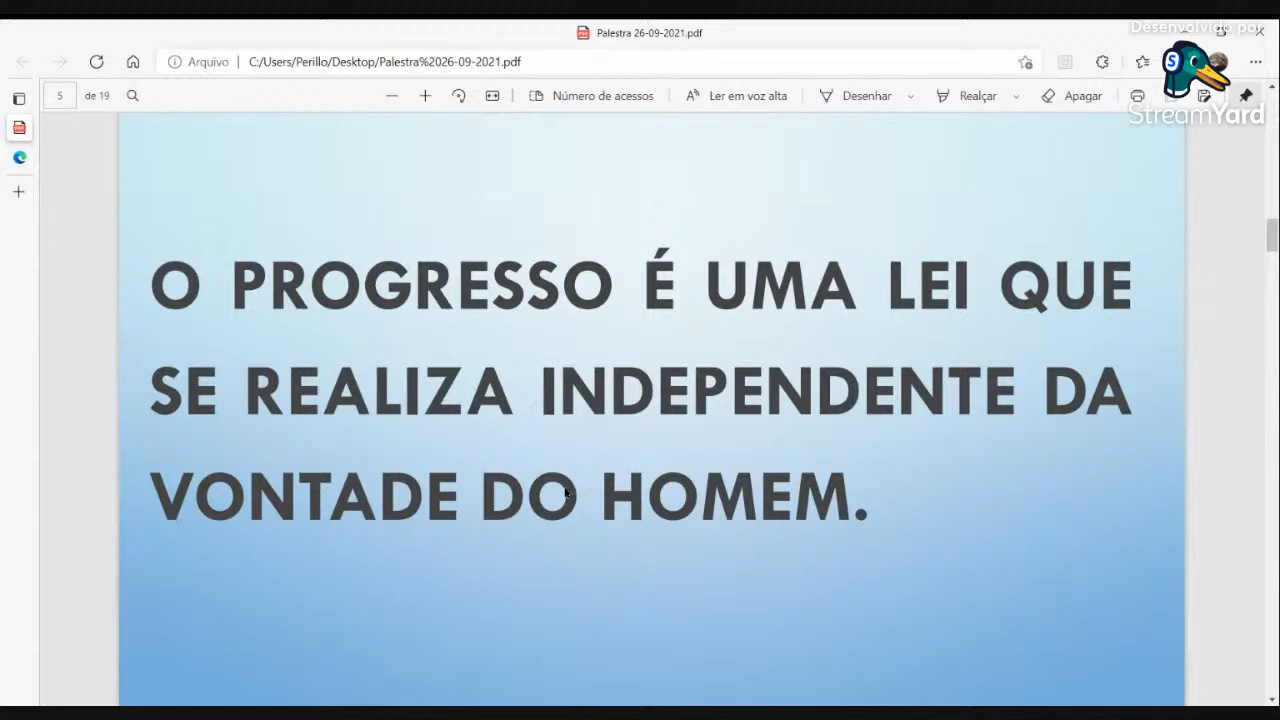 Desenvolvido por
Palestra 26-09-2021.pdf
Arquivo | C:/Users/Perillo/Desktop/Palestra%2026-09-2021.pdf
5 de 19 Número de acessos Ler em voz alta Desenhar Realçar Apagar
S
StreamYard
O PROGRESSO É UMA LEI QUE
SE REALIZA INDEPENDENTE DA
VONTADE DO HOMEM.